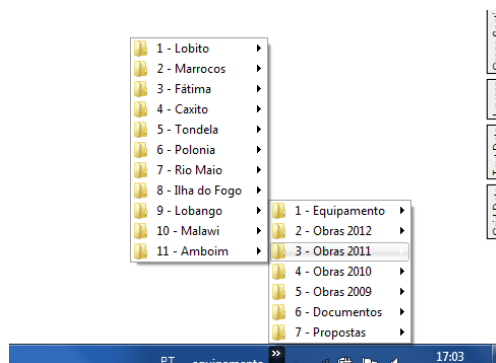 1 - Lobito
2 - Marrocos
3 - Fátima
4 - Caxito
5 - Tondela
6 - Polonia
7 - Rio Maio
8 - Ilha do Fogo
9 - Lobango
10 - Malawi
11 - Amboim
1 - Equipamento
2 - Obras 2012
3 - Obras 2011
4 - Obras 2010
5 - Obras 2009
6 - Documentos
7 - Propostas
PT equipamento » 17:03